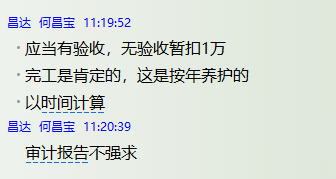 昌达 何昌宝 11:19:52
应当有验收，无验收暂扣1万
完工是肯定的，这是按年养护的
以时间计算
昌达 何昌宝 11:20:39
审计报告不强求